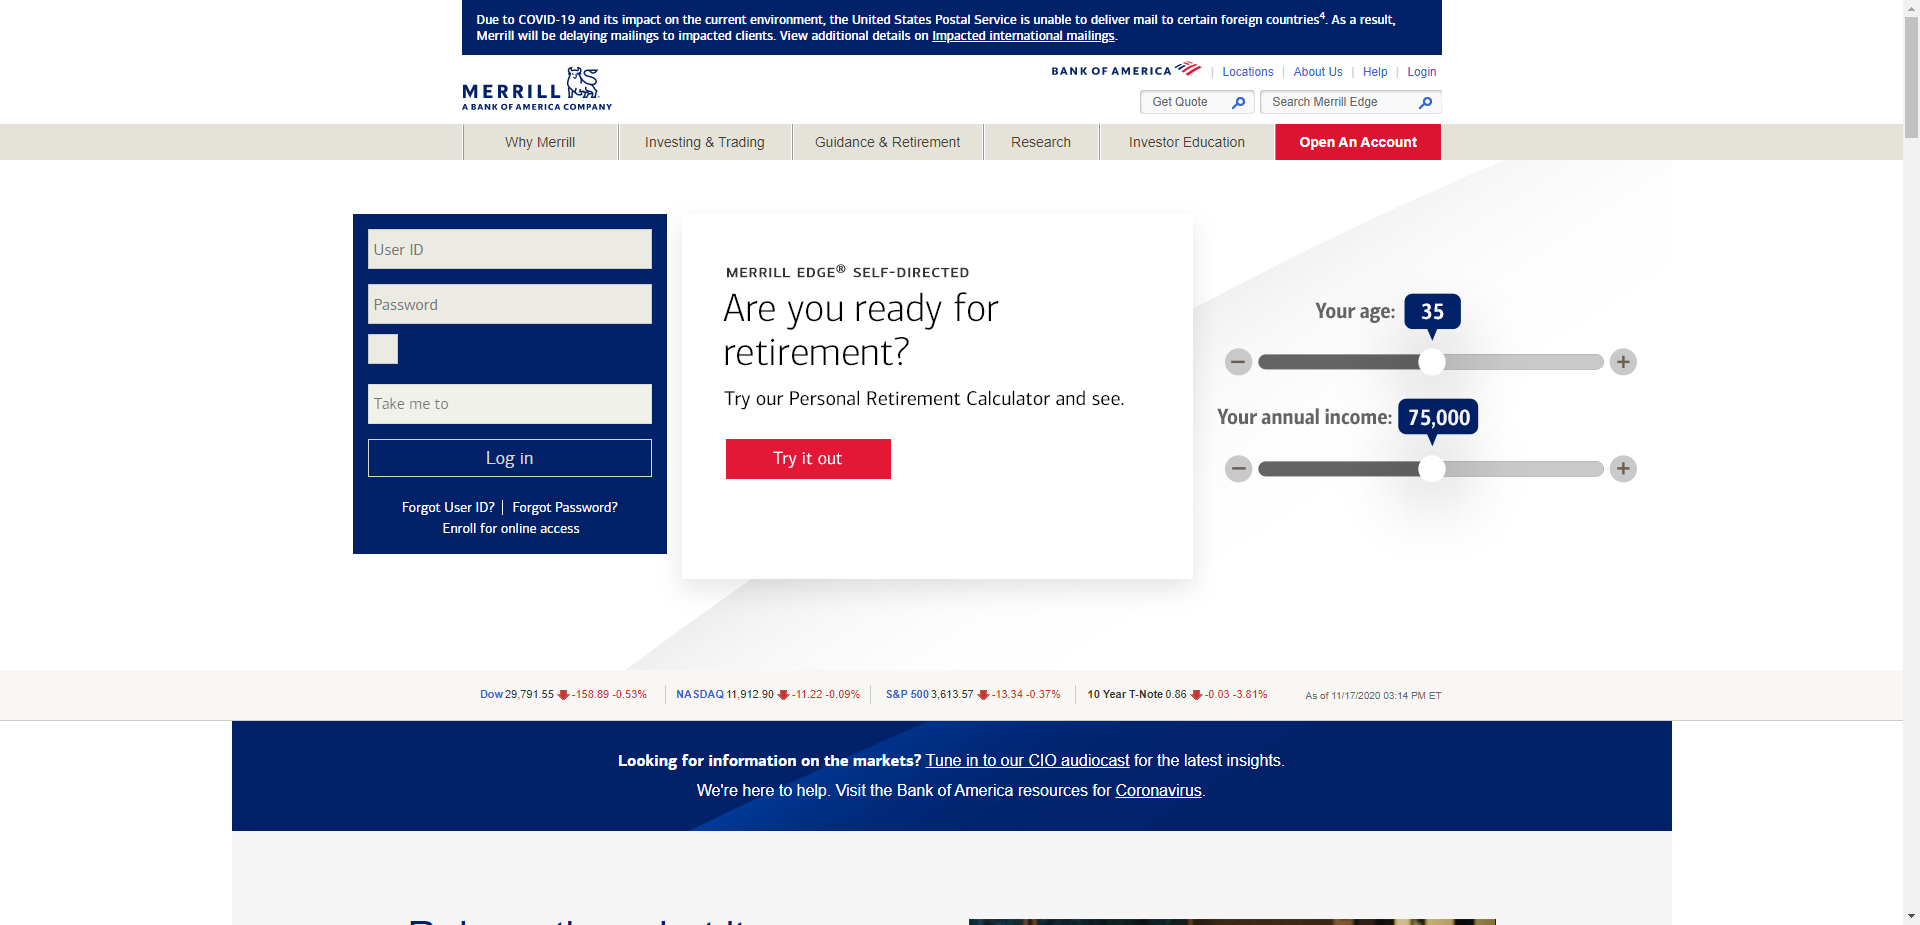 Due to COVID-19 and its impact on the current environment, the United States Postal Service is unable to deliver mail to certain foreign countries4. As a result,
Merrill will be delaying mailings to impacted clients. View additional details on Impacted international mailings.
MERRILL
A BANK OF AMERICA COMPANY
BANK OF AMERICA | Locations | About Us | Help | Login
Get Quote Search Merrill Edge
Why Merrill Investing & Trading Guidance & Retirement Research Investor Education Open An Account
User ID
Password
Take me to
Log in
Forgot User ID? | Forgot Password?
Enroll for online access
MERRILL EDGE® SELF-DIRECTED
Are you ready for
retirement?
Try our Personal Retirement Calculator and see.
Try it out
Your age: 35
Your annual income: 75,000
Dow 29,791.55 -158.89 -0.53% NASDAQ 11,912.90 -11.22 -0.09% S&P 500 3,613.57 -13.34 -0.37% 10 Year T-Note 0.86 -0.03 -3.81% As of 11/17/2020 03:14 PM ET
Looking for information on the markets? Tune in to our CIO audiocast for the latest insights.
We're here to help. Visit the Bank of America resources for Coronavirus.